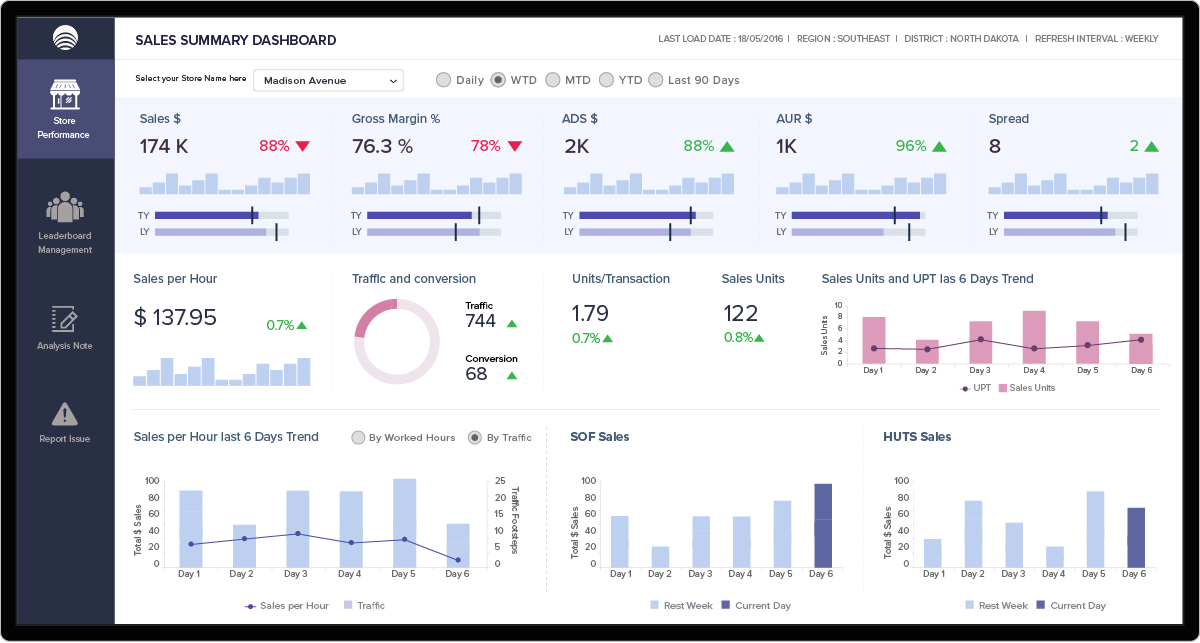 SALES SUMMARY DASHBOARD
LAST LOAD DATE : 18/05/2016 | REGION : SOUTHEAST | DISTRICT : NORTH DAKOTA | REFRESH INTERVAL : WEEKLY
Select your Store Name here
Madison Avenue
Daily WTD MTD YTD Last 90 Days
Store
Performance
Leaderboard
Management
Analysis Note
Report Issue
Sales $
174 K 88%
TY
LY
Gross Margin %
76.3 % 78%
TY
LY
ADS $
2K 88%
TY
LY
AUR $
1K 96%
TY
LY
Spread
8 2
TY
LY
Sales per Hour
$ 137.95
0.7%
Traffic and conversion
Traffic
744
Conversion
68
Units/Transaction
1.79
0.7%
Sales Units
122
0.8%
Sales Units and UPT las 6 Days Trend
Sales Units
10
8
6
4
2
0
Day 1 Day 2 Day 3 Day 4 Day 5 Day 6
UPT Sales Units
Sales per Hour last 6 Days Trend
By Worked Hours By Traffic
Total $ Sales
100
80
60
40
20
0
25
20
15
10
5
0
Traffic Footsteps
Day 1 Day 2 Day 3 Day 4 Day 5 Day 6
Sales per Hour Traffic
SOF Sales
Total $ Sales
100
80
60
40
20
0
Day 1 Day 2 Day 3 Day 4 Day 5 Day 6
Rest Week Current Day
HUTS Sales
Total $ Sales
100
80
60
40
20
0
Day 1 Day 2 Day 3 Day 4 Day 5 Day 6
Rest Week Current Day